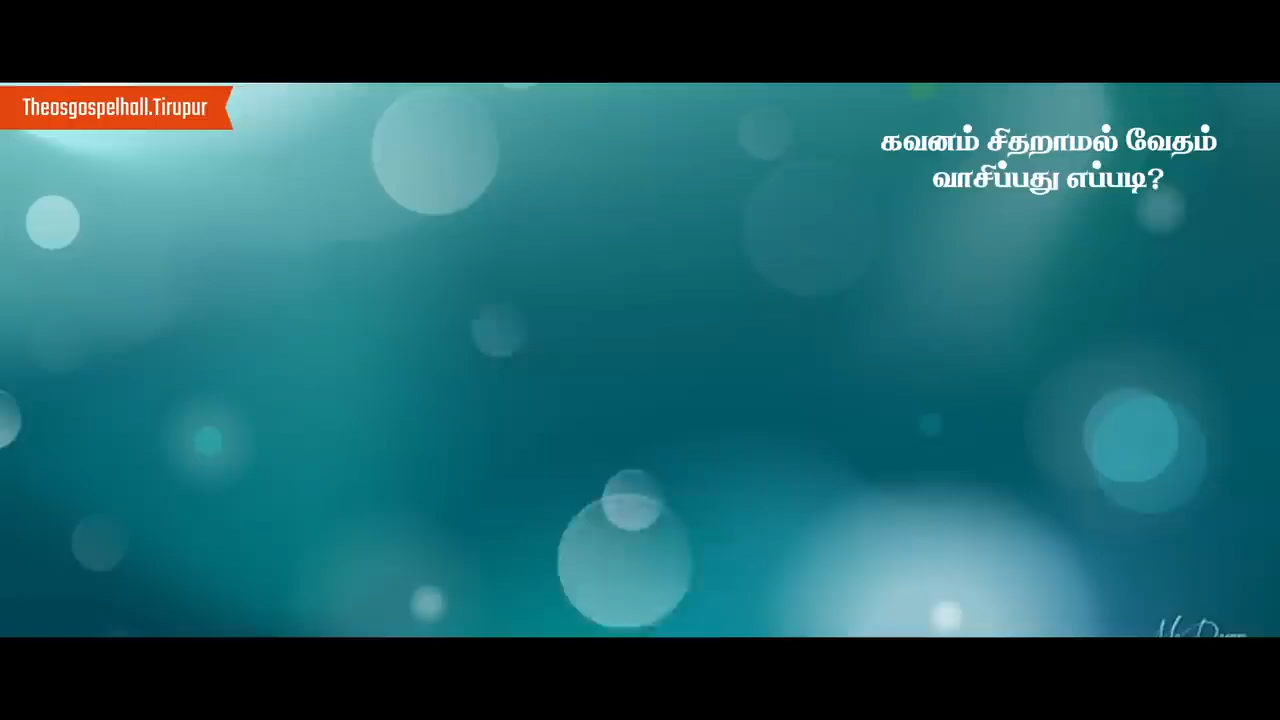 Theosgospelhall.Tirupur
கவனம் சிதறாமல் வேதம்
வாசிப்பது எப்படி?